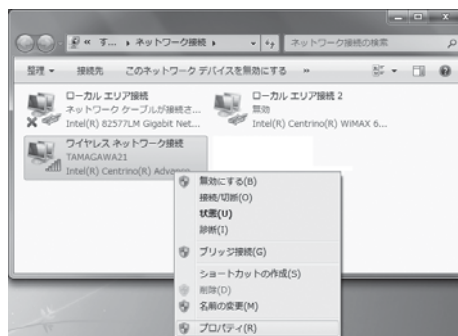 « す... ▸ ネットワーク接続 ▸
ネットワーク接続の検索
整理 ▼ 接続先 このネットワーク デバイスを無効にする »
ローカル エリア接続
ネットワーク ケーブルが接続さ...
Intel(R) 82577LM Gigabit Net...
ローカル エリア接続 2
無効
Intel(R) Centrino(R) WiMAX 6...
ワイヤレス ネットワーク接続
TAMAGAWA21
Intel(R) Centrino(R) Advance
無効にする(B)
接続/切断(O)
状態(U)
診断(I)
ブリッジ接続(G)
ショートカットの作成(S)
削除(D)
名前の変更(M)
プロパティ(R)